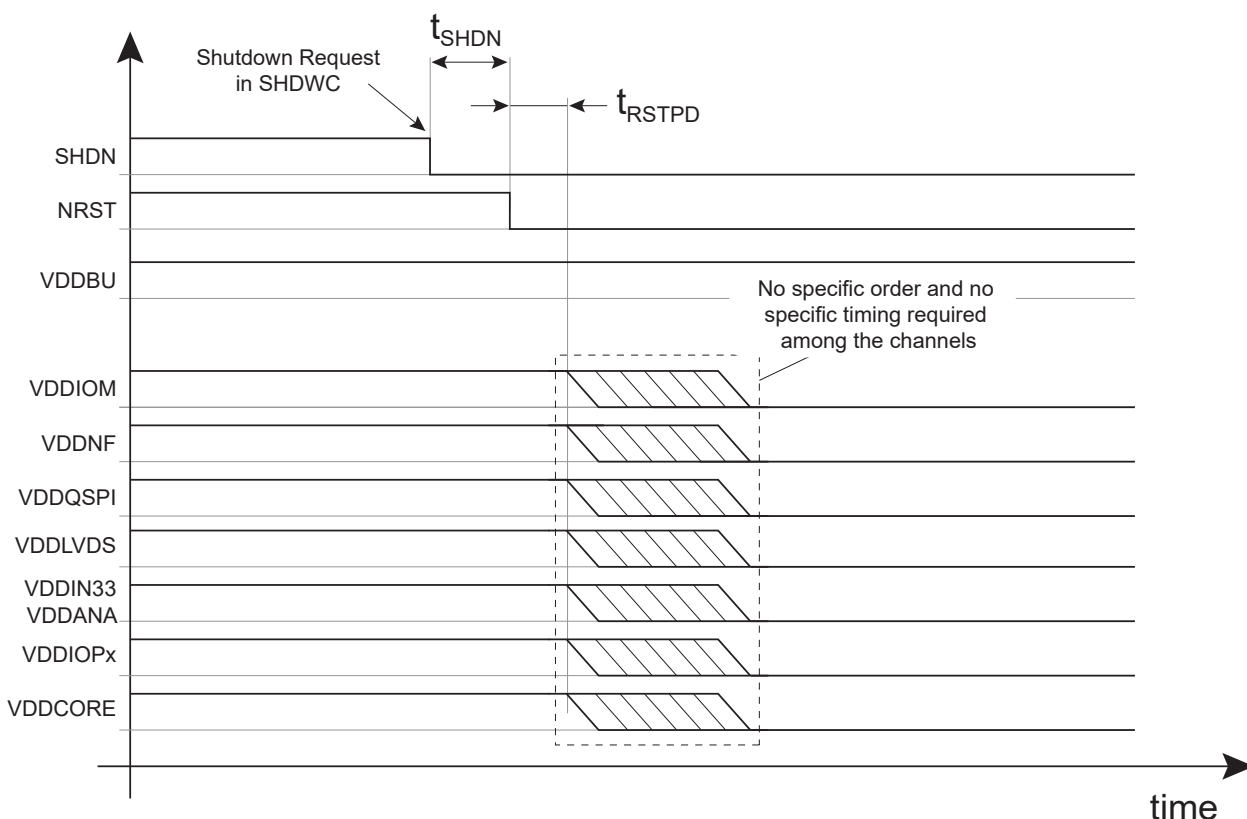 tSHDN
Shutdown Request
in SHDWC
tRSTPD
SHDN
NRST
VDDBU
No specific order and no
specific timing required
among the channels
VDDIOM
VDDNF
VDDQSPI
VDDLVDS
VDDIN33
VDDANA
VDDIOPx
VDDCORE
time